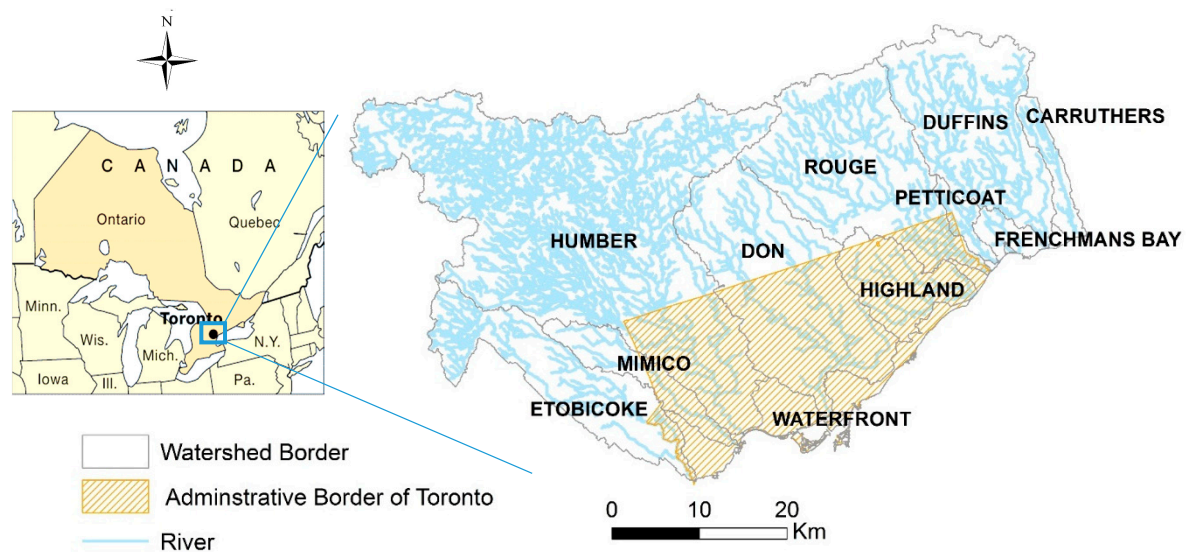 N
C A N A D A
Ontario
Quebec
Minn.
Toronto
Wis.
Mich.
N.Y.
Iowa
Ill.
Pa.
DUFFINS
CARRUTHERS
ROUGE
PETTICOAT
HUMBER
DON
FRENCHMANS BAY
HIGHLAND
MIMICO
ETOBICOKE
WATERFRONT
Watershed Border
Adminstrative Border of Toronto
River
0 10 20
Km